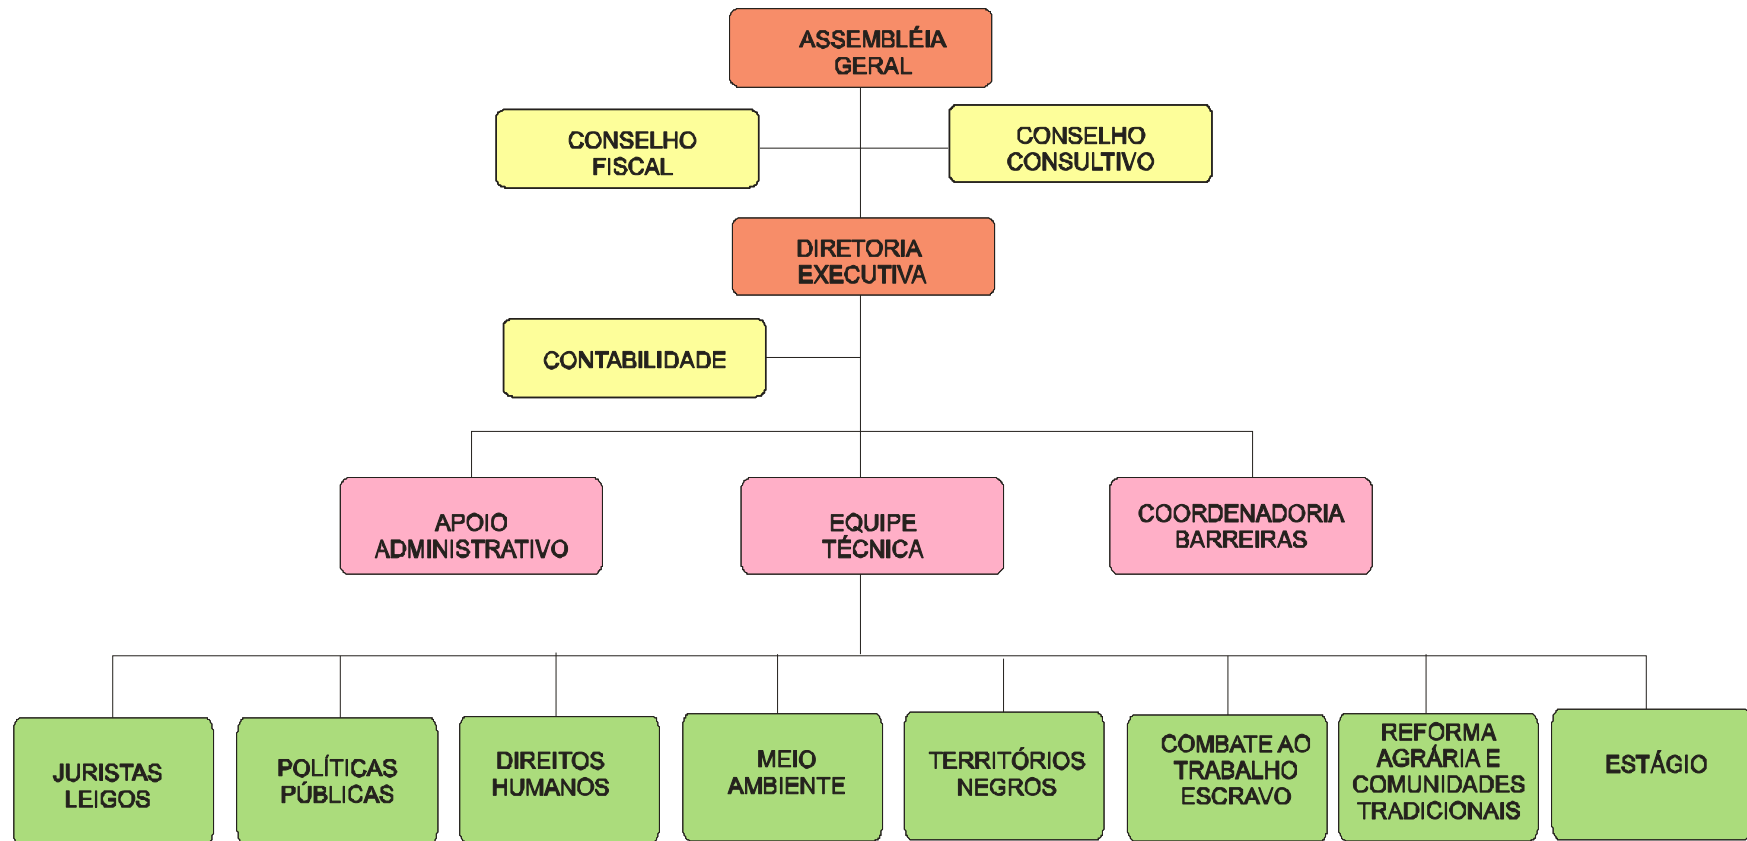 ASSEMBLÉIA
GERAL
CONSELHO
FISCAL
CONSELHO
CONSULTIVO
DIRETORIA
EXECUTIVA
CONTABILIDADE
APOIO
ADMINISTRATIVO
EQUIPE
TÉCNICA
COORDENADORIA
BARREIRAS
JURISTAS
LEIGOS
POLÍTICAS
PÚBLICAS
DIREITOS
HUMANOS
MEIO
AMBIENTE
TERRITÓRIOS
NEGROS
COMBATE AO
TRABALHO
ESCRAVO
REFORMA
AGRÁRIA E
COMUNIDADES
TRADICIONAIS
ESTÁGIO